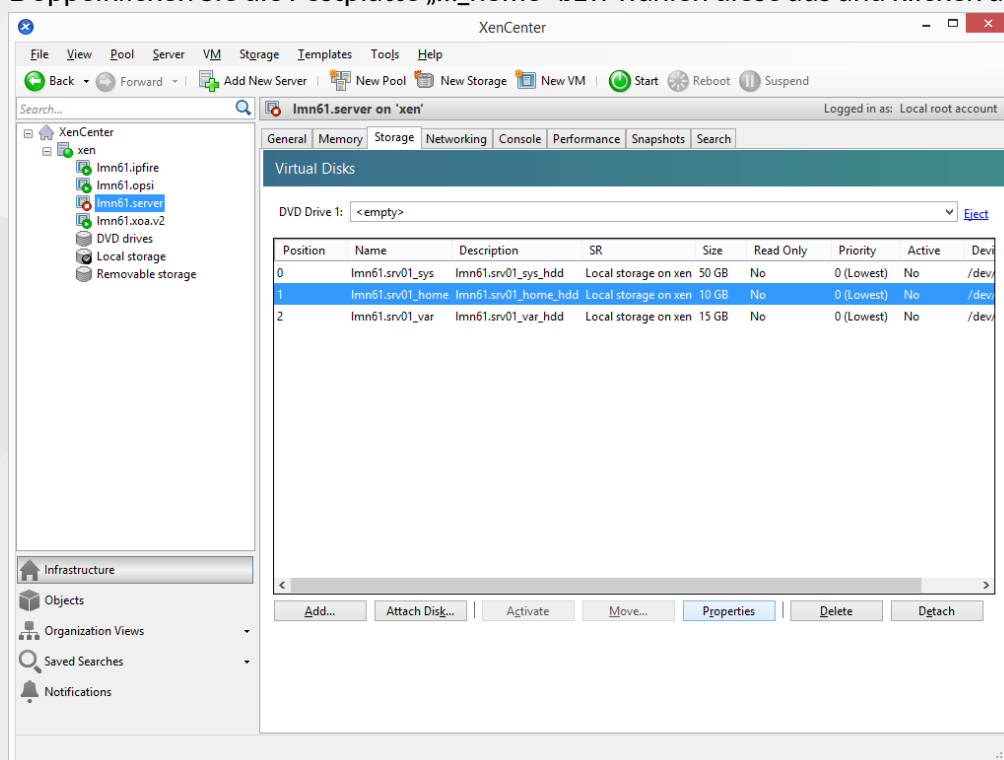 XenCenter
File View Pool Server VM Storage Templates Tools Help
Back Forward Add New Server New Pool New Storage New VM Start Reboot Suspend
Search...
XenCenter
xen
lmn61.ipfire
lmn61.opsi
lmn61.server
lmn61.xoa.v2
DVD drives
Local storage
Removable storage
Infrastructure
Objects
Organization Views
Saved Searches
Notifications
lmn61.server on 'xen' Logged in as: Local root account
General Memory Storage Networking Console Performance Snapshots Search
Virtual Disks
DVD Drive 1: <empty> Eject
Position Name Description SR Size Read Only Priority Active Devi
0 lmn61.srv01_sys lmn61.srv01_sys_hdd Local storage on xen 50 GB No 0 (Lowest) No /dev/
1 lmn61.srv01_home lmn61.srv01_home_hdd Local storage on xen 10 GB No 0 (Lowest) No /dev/
2 lmn61.srv01_var lmn61.srv01_var_hdd Local storage on xen 15 GB No 0 (Lowest) No /dev/
Add... Attach Disk... Activate Move... Properties Delete Detach